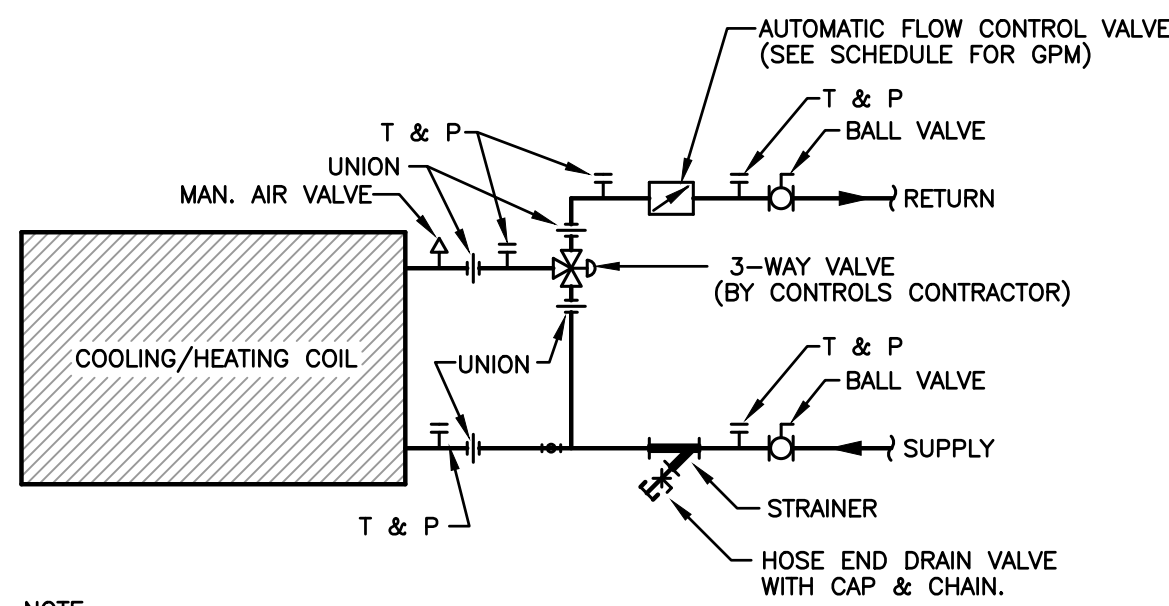 AUTOMATIC FLOW CONTROL VALVE
(SEE SCHEDULE FOR GPM)
T & P
BALL VALVE
T & P
UNION
MAN. AIR VALVE
RETURN
3-WAY VALVE
(BY CONTROLS CONTRACTOR)
COOLING/HEATING COIL
UNION
T & P
BALL VALVE
SUPPLY
STRAINER
T & P
HOSE END DRAIN VALVE
WITH CAP & CHAIN.
NOTE